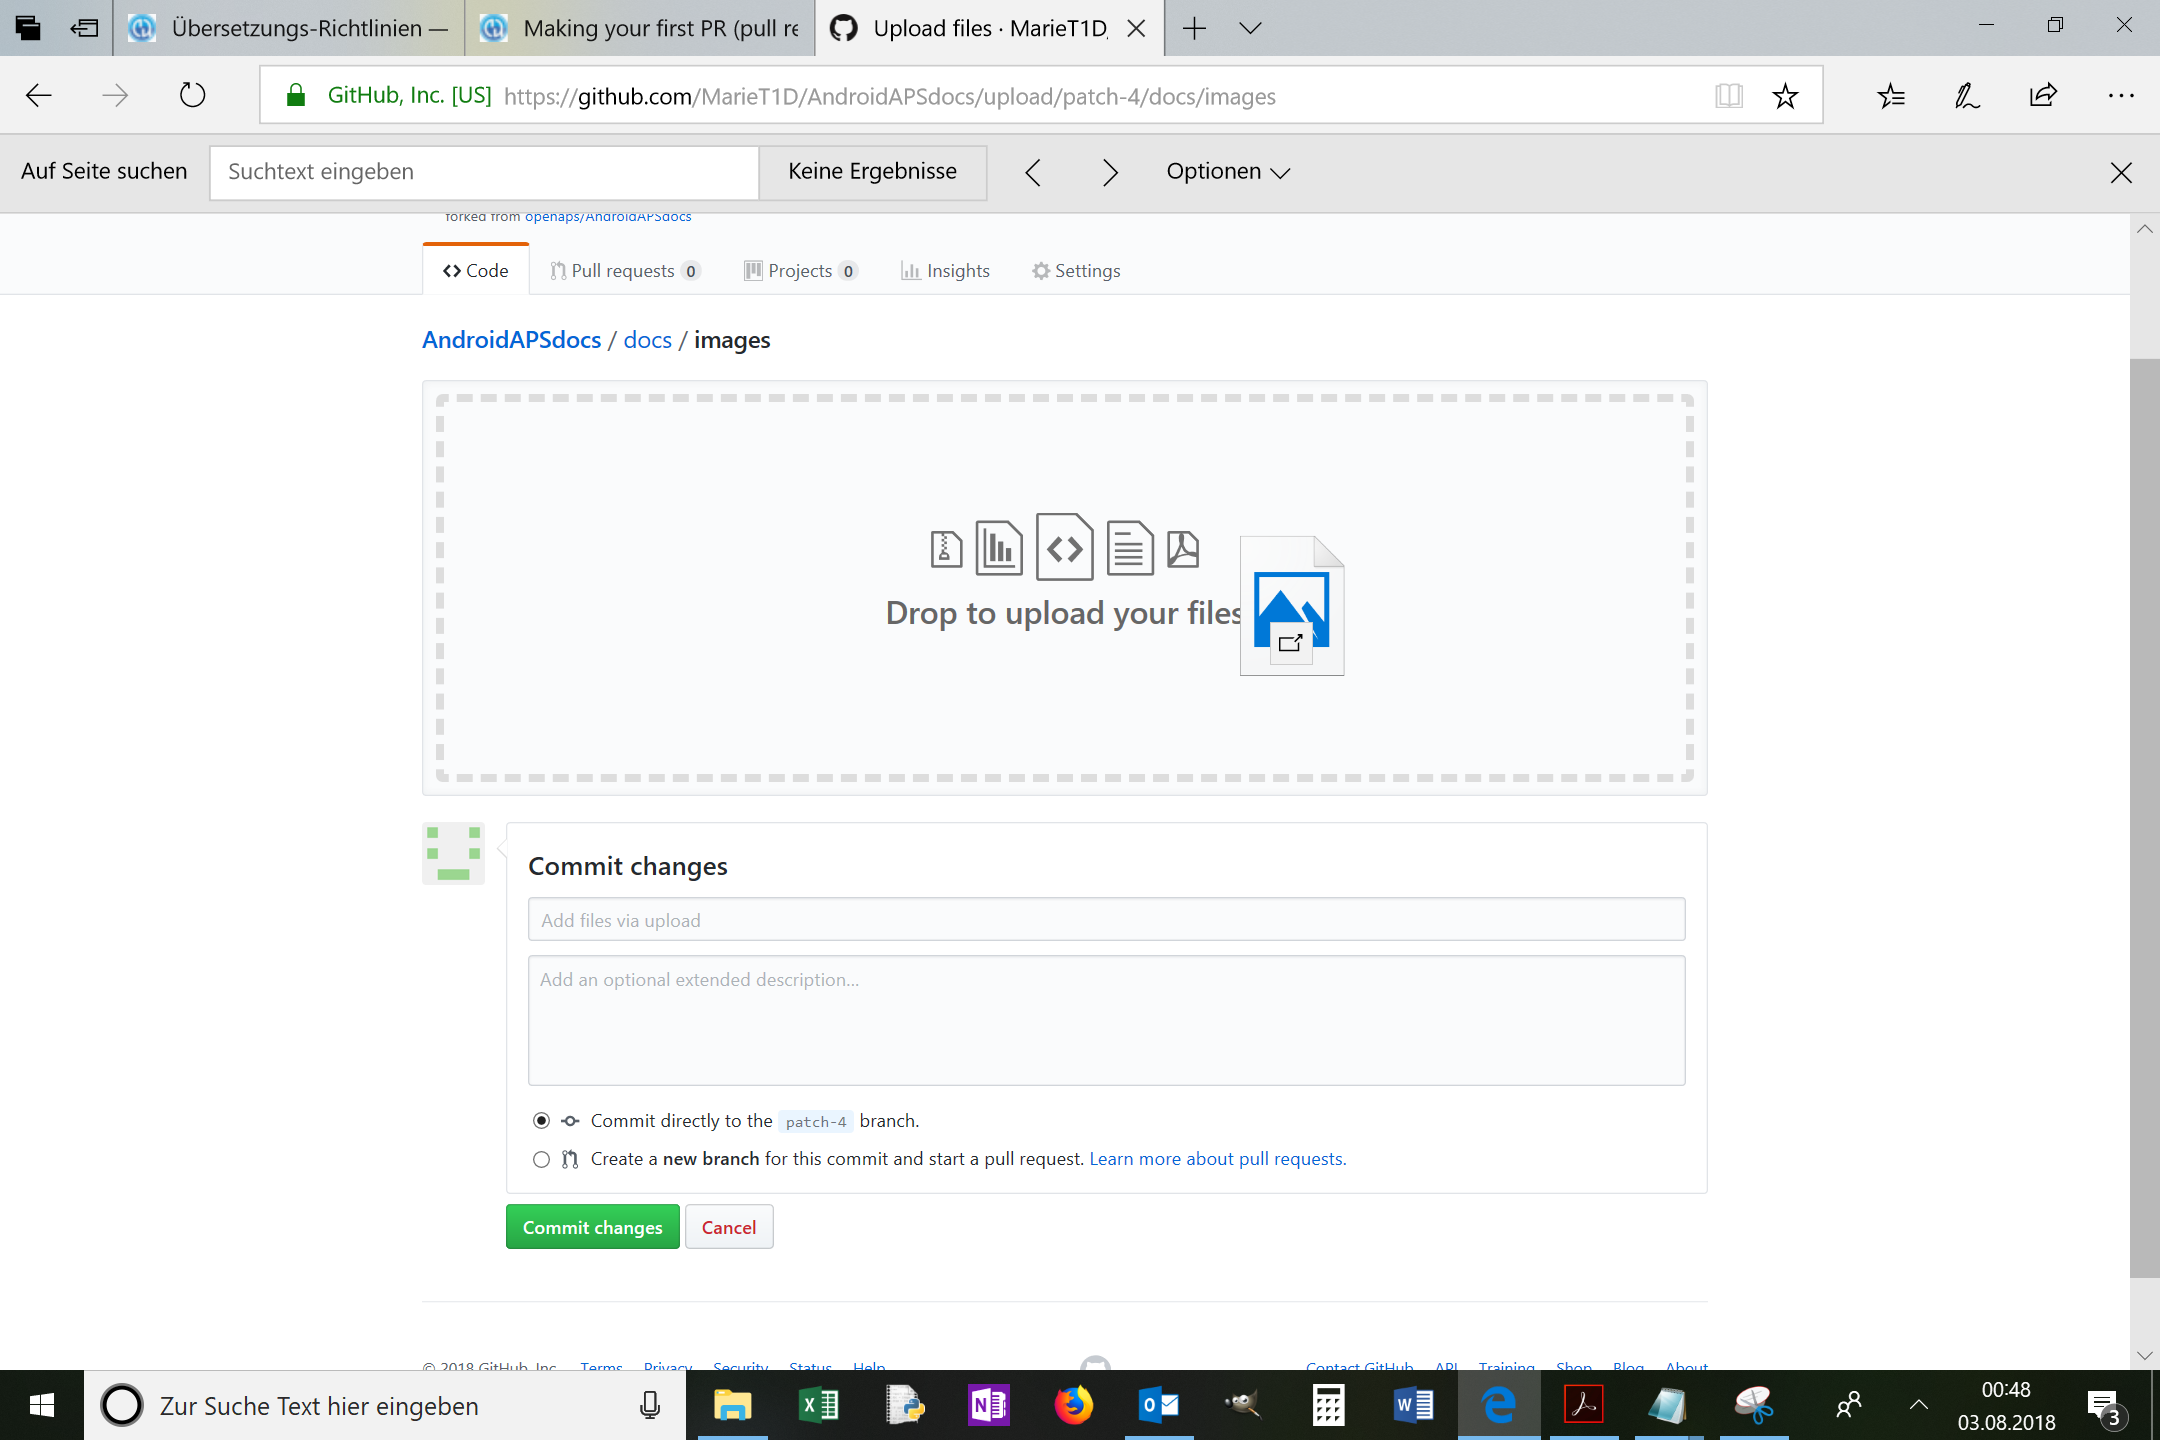 Übersetzungs-Richtlinien —
Making your first PR (pull re
Upload files · MarieT1D
GitHub, Inc. [US] https://github.com/MarieT1D/AndroidAPSdocs/upload/patch-4/docs/images
Auf Seite suchen
Suchtext eingeben
Keine Ergebnisse
Optionen
forked from openaps/AndroidAPSdocs
Code
Pull requests 0
Projects 0
Insights
Settings
AndroidAPSdocs / docs / images
Drop to upload your files
Commit changes
Add files via upload
Add an optional extended description...
Commit directly to the patch-4 branch.
Create a new branch for this commit and start a pull request. Learn more about pull requests.
Commit changes
Cancel
© 2018 GitHub, Inc. Terms Privacy Security Status Help
Contact GitHub API Training Shop Blog About
Zur Suche Text hier eingeben
00:48
03.08.2018
3